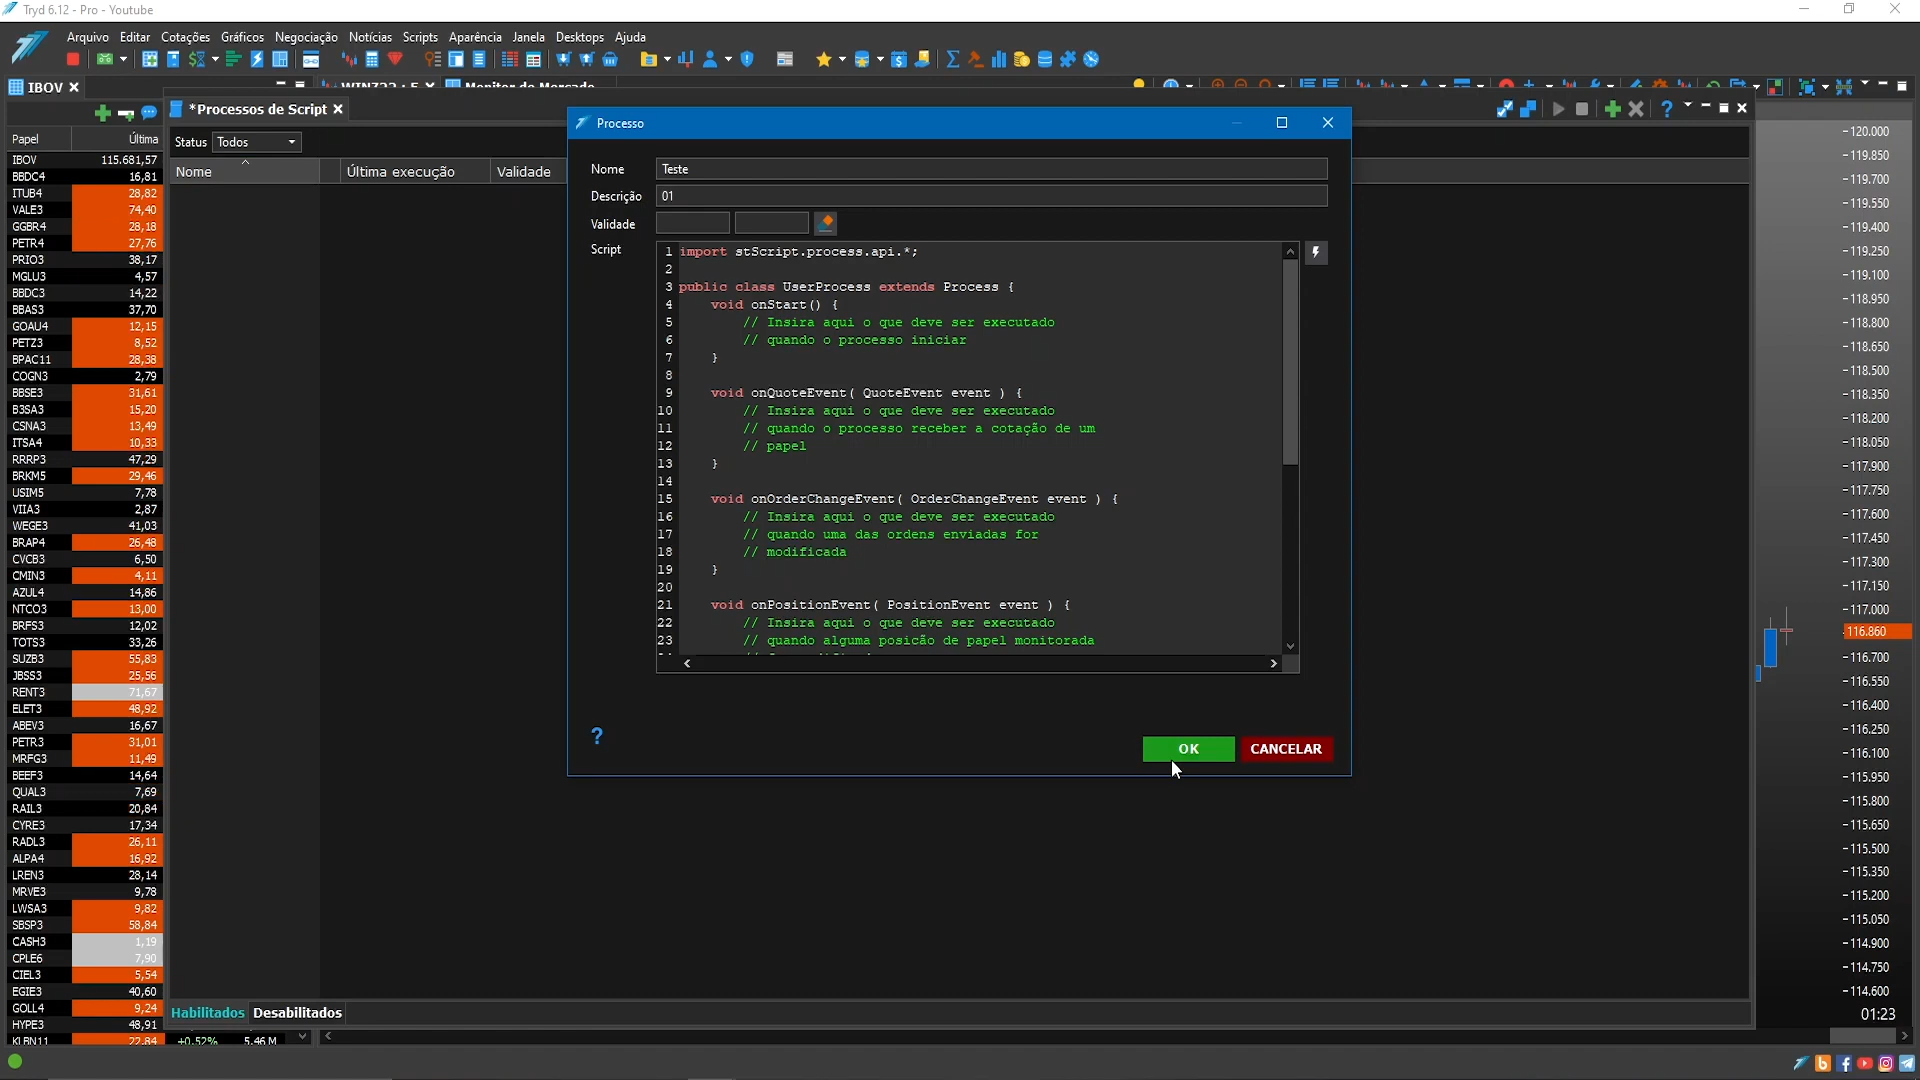 Tryd 6.12 - Pro - Youtube
Arquivo Editar Cotações Gráficos Negociação Notícias Scripts Aparência Janela Desktops Ajuda
IBOV
Monitor de Mercado
*Processos de Script
Papel Última
Status Todos
Nome Última execução Validade
IBOV 115.681,57
BBDC4 16,81
ITUB4 28,82
VALE3 74,40
GGBR4 28,18
PETR4 27,76
PRIO3 38,17
MGLU3 4,57
BBDC3 14,22
BBAS3 37,70
GOAU4 12,15
PETZ3 8,52
BPAC11 28,38
COGN3 2,79
BBSE3 31,61
B3SA3 15,20
CSNA3 13,49
ITSA4 10,33
RRRP3 47,29
BRKM5 29,46
USIM5 7,78
VIIA3 2,87
WEGE3 41,03
BRAP4 26,48
CVCB3 6,50
CMIN3 4,11
AZUL4 14,86
NTCO3 13,00
BRFS3 12,02
TOTS3 33,26
SUZB3 55,83
JBSS3 25,56
RENT3 71,67
ELET3 48,92
ABEV3 16,67
PETR3 31,01
MRFG3 11,49
BEEF3 14,64
QUAL3 7,69
RAIL3 20,84
CYRE3 17,34
RADL3 26,11
ALPA4 16,92
LREN3 28,14
MRVE3 9,78
LWSA3 9,82
SBSP3 58,84
CASH3 1,19
CPLE6 7,90
CIEL3 5,54
EGIE3 40,60
GOLL4 9,24
HYPE3 48,91
KLBN11 22,84 +0,52% 5,46 M
Processo
Nome Teste
Descrição 01
Validade
Script
1 import stScript.process.api.*;
2
3 public class UserProcess extends Process {
4 void onStart() {
5 // Insira aqui o que deve ser executado
6 // quando o processo iniciar
7 }
8
9 void onQuoteEvent( QuoteEvent event ) {
10 // Insira aqui o que deve ser executado
11 // quando o processo receber a cotação de um
12 // papel
13 }
14
15 void onOrderChangeEvent( OrderChangeEvent event ) {
16 // Insira aqui o que deve ser executado
17 // quando uma das ordens enviadas for
18 // modificada
19 }
20
21 void onPositionEvent( PositionEvent event ) {
22 // Insira aqui o que deve ser executado
23 // quando alguma posicão de papel monitorada
?
OK CANCELAR
Habilitados Desabilitados
120.000
119.850
119.700
119.550
119.400
119.250
119.100
118.950
118.800
118.650
118.500
118.350
118.200
118.050
117.900
117.750
117.600
117.450
117.300
117.150
117.000
116.860
116.700
116.550
116.400
116.250
116.100
115.950
115.800
115.650
115.500
115.350
115.200
115.050
114.900
114.750
114.600
01:23